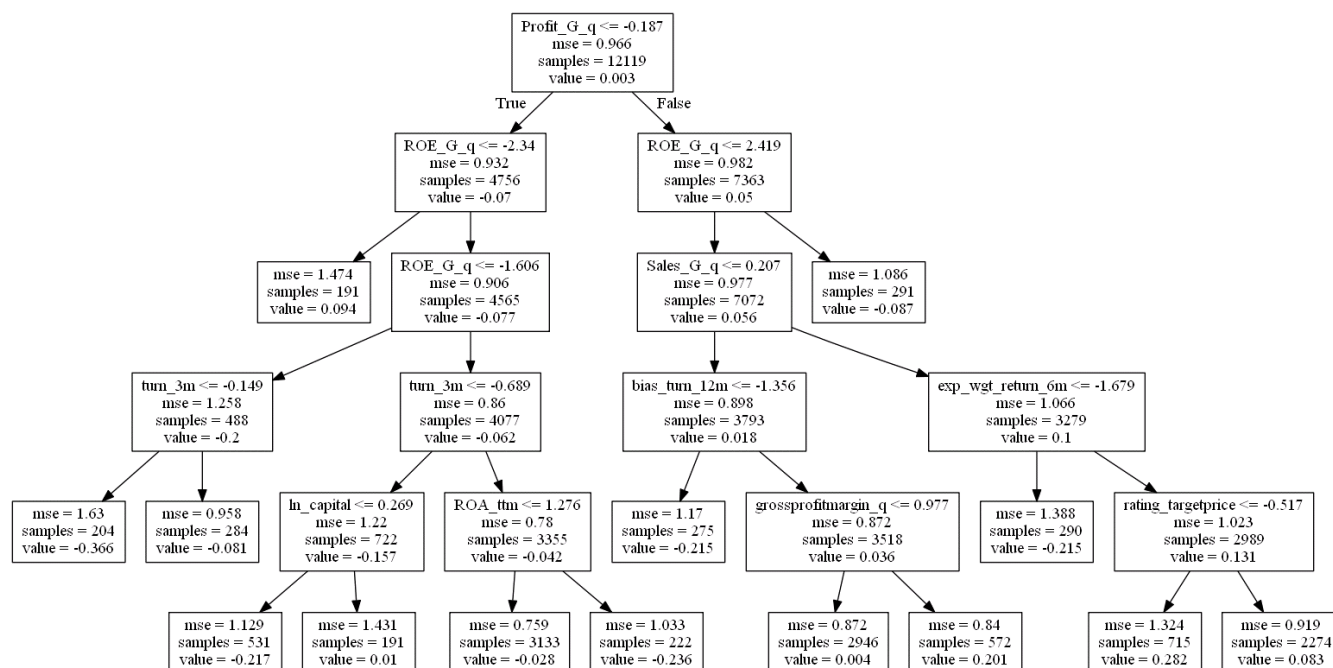 Profit_G_q <= -0.187
mse = 0.966
samples = 12119
value = 0.003
True
False
ROE_G_q <= -2.34
mse = 0.932
samples = 4756
value = -0.07
ROE_G_q <= 2.419
mse = 0.982
samples = 7363
value = 0.05
mse = 1.474
samples = 191
value = 0.094
ROE_G_q <= -1.606
mse = 0.906
samples = 4565
value = -0.077
Sales_G_q <= 0.207
mse = 0.977
samples = 7072
value = 0.056
mse = 1.086
samples = 291
value = -0.087
turn_3m <= -0.149
mse = 1.258
samples = 488
value = -0.2
turn_3m <= -0.689
mse = 0.86
samples = 4077
value = -0.062
bias_turn_12m <= -1.356
mse = 0.898
samples = 3793
value = 0.018
exp_wgt_return_6m <= -1.679
mse = 1.066
samples = 3279
value = 0.1
mse = 1.63
samples = 204
value = -0.366
mse = 0.958
samples = 284
value = -0.081
ln_capital <= 0.269
mse = 1.22
samples = 722
value = -0.157
ROA_ttm <= 1.276
mse = 0.78
samples = 3355
value = -0.042
mse = 1.17
samples = 275
value = -0.215
grossprofitmargin_q <= 0.977
mse = 0.872
samples = 3518
value = 0.036
mse = 1.388
samples = 290
value = -0.215
rating_targetprice <= -0.517
mse = 1.023
samples = 2989
value = 0.131
mse = 1.129
samples = 531
value = -0.217
mse = 1.431
samples = 191
value = 0.01
mse = 0.759
samples = 3133
value = -0.028
mse = 1.033
samples = 222
value = -0.236
mse = 0.872
samples = 2946
value = 0.004
mse = 0.84
samples = 572
value = 0.201
mse = 1.324
samples = 715
value = 0.282
mse = 0.919
samples = 2274
value = 0.083